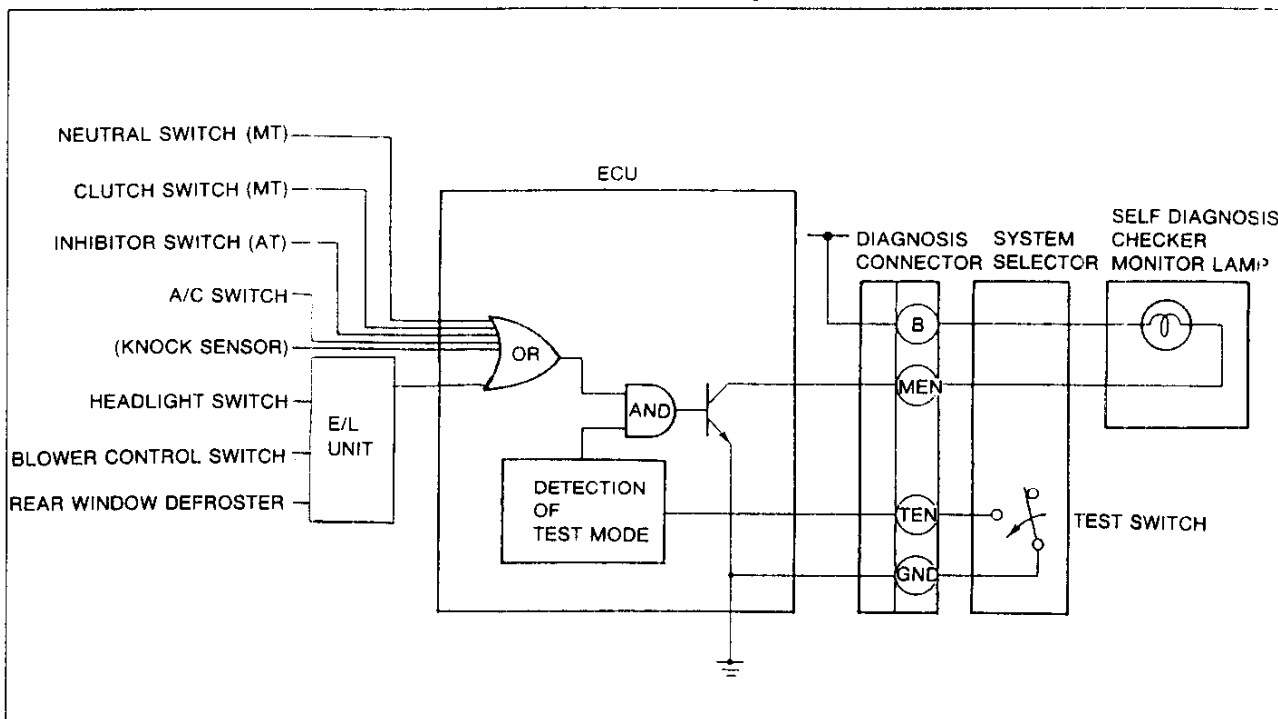 NEUTRAL SWITCH (MT)
CLUTCH SWITCH (MT)
INHIBITOR SWITCH (AT)
A/C SWITCH
(KNOCK SENSOR)
HEADLIGHT SWITCH
BLOWER CONTROL SWITCH
REAR WINDOW DEFROSTER
E/L
UNIT
ECU
OR
AND
DETECTION
OF
TEST MODE
DIAGNOSIS
CONNECTOR
SYSTEM
SELECTOR
SELF DIAGNOSIS
CHECKER
MONITOR LAMP
B
MEN
TEN
GND
TEST SWITCH